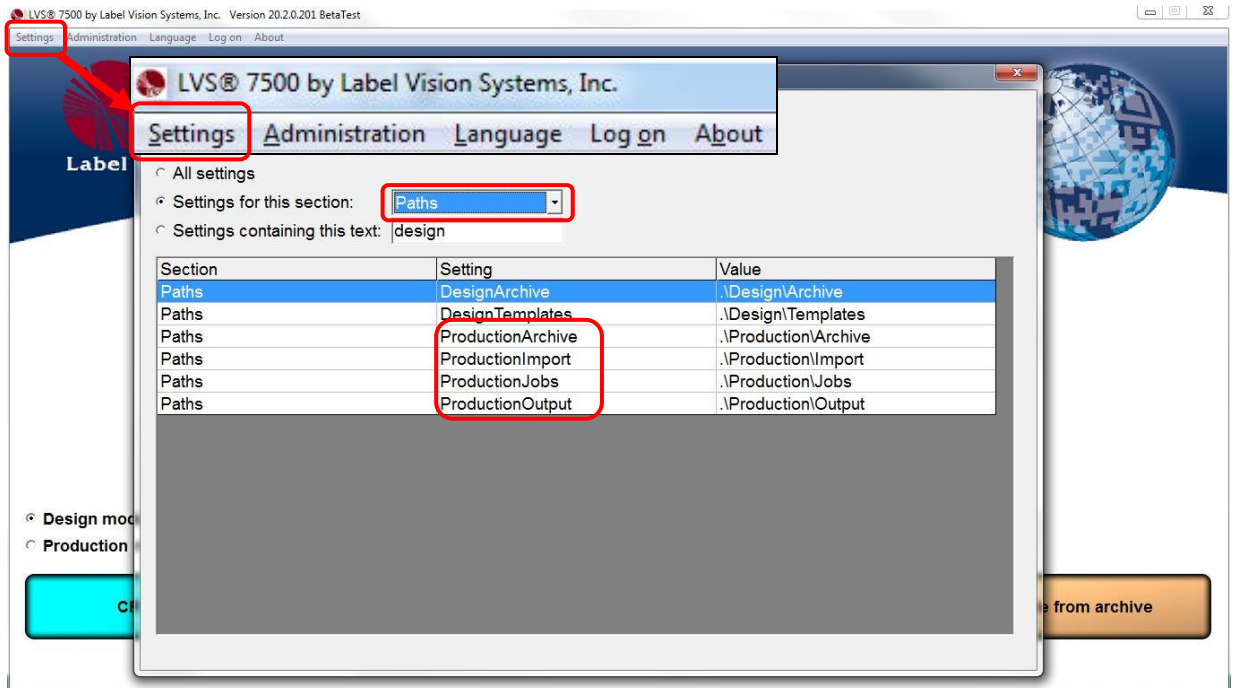 LVS® 7500 by Label Vision Systems, Inc. Version 20.2.0.201 BetaTest
Settings Administration Language Log on About
LVS® 7500 by Label Vision Systems, Inc.
Settings Administration Language Log on About
Label
All settings
Settings for this section: Paths
Settings containing this text: design
Section Setting Value
Paths DesignArchive .\Design\Archive
Paths DesignTemplates .\Design\Templates
Paths ProductionArchive .\Production\Archive
Paths ProductionImport .\Production\Import
Paths ProductionJobs .\Production\Jobs
Paths ProductionOutput .\Production\Output
Design
Production
from archive